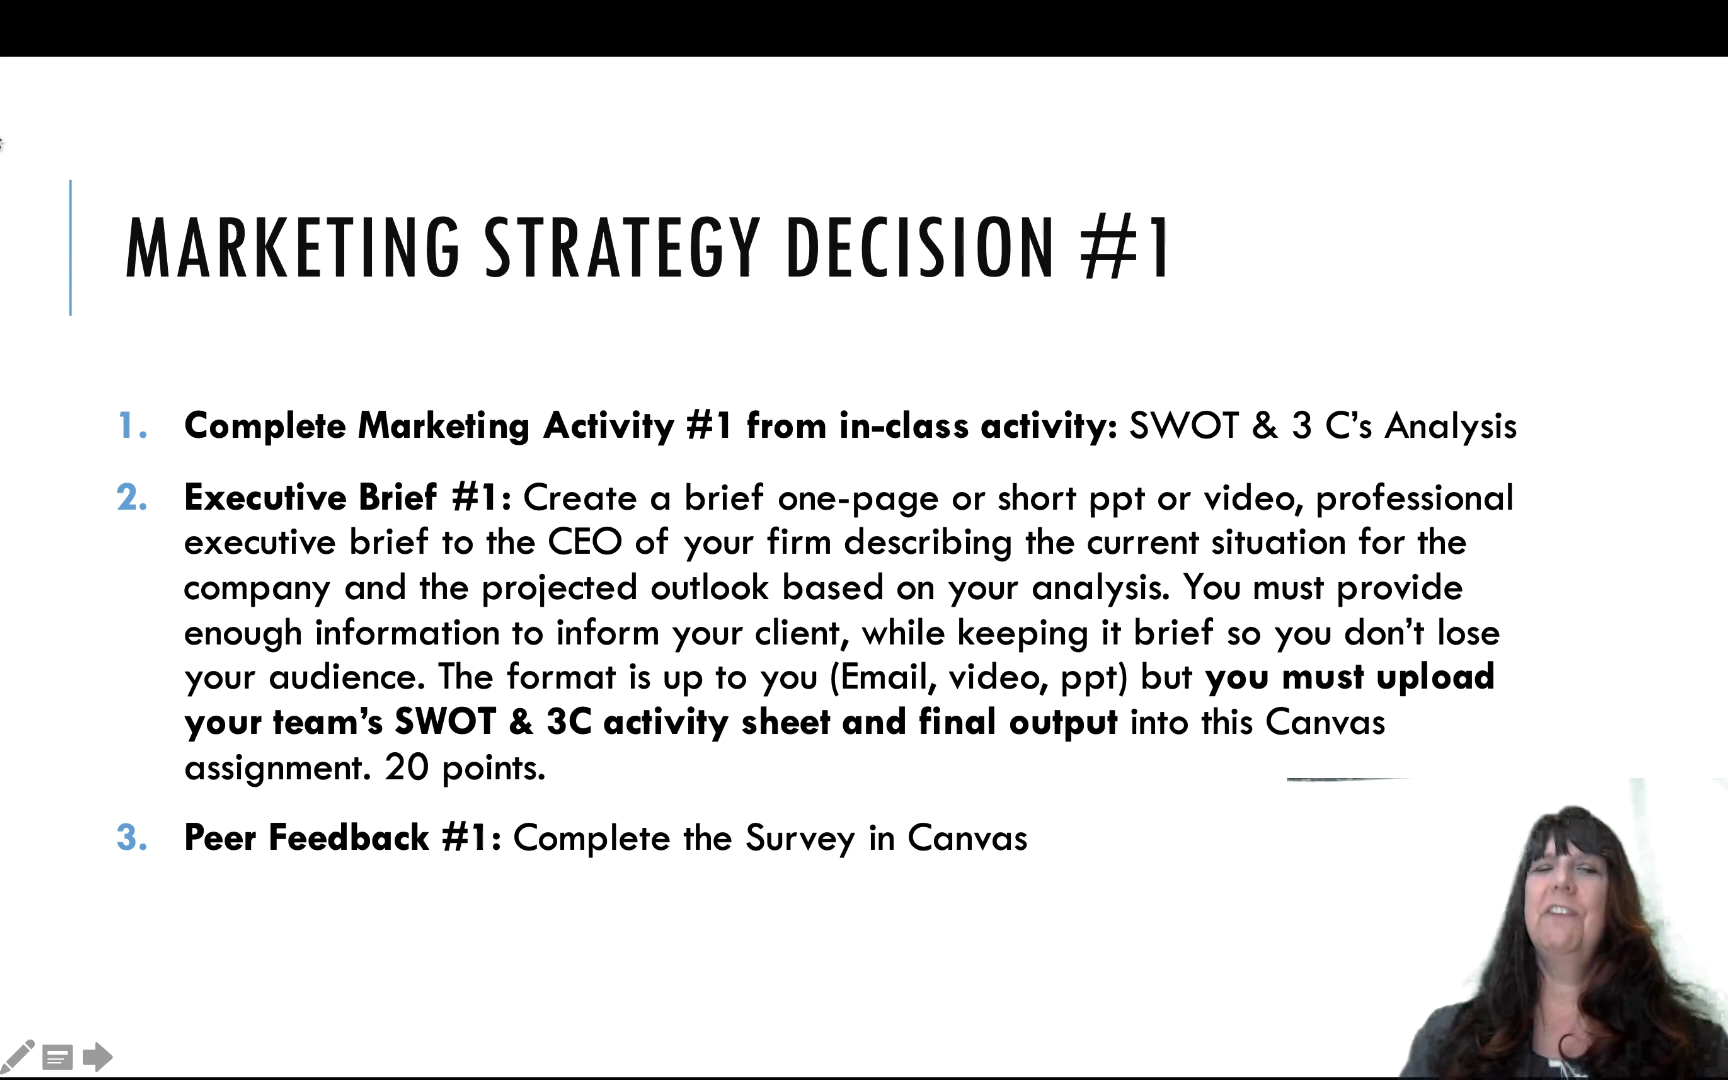 MARKETING STRATEGY DECISION #1
1. Complete Marketing Activity #1 from in-class activity: SWOT & 3 C’s Analysis
2. Executive Brief #1: Create a brief one-page or short ppt or video, professional
executive brief to the CEO of your firm describing the current situation for the
company and the projected outlook based on your analysis. You must provide
enough information to inform your client, while keeping it brief so you don’t lose
your audience. The format is up to you (Email, video, ppt) but you must upload
your team’s SWOT & 3C activity sheet and final output into this Canvas
assignment. 20 points.
3. Peer Feedback #1: Complete the Survey in Canvas